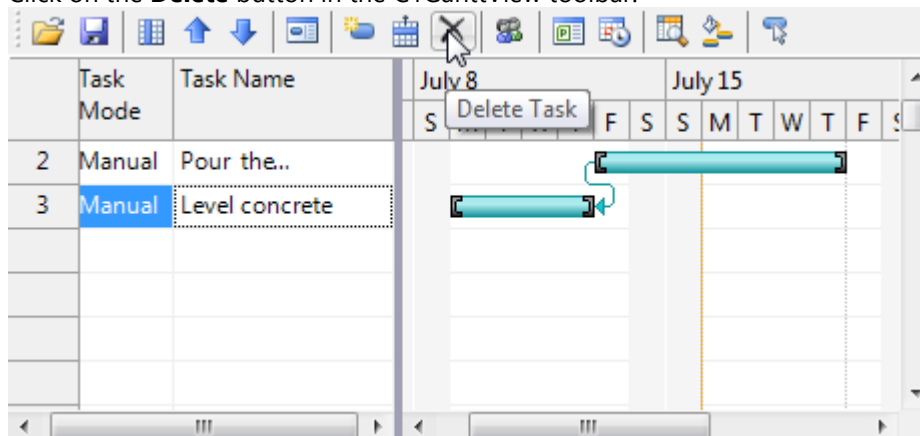 Click on the Delete button in the C1GanttView toolbar.
Task Mode
Task Name
July 8
July 15
Delete Task
S F S S M T W T F S
2 Manual Pour the...
3 Manual Level concrete